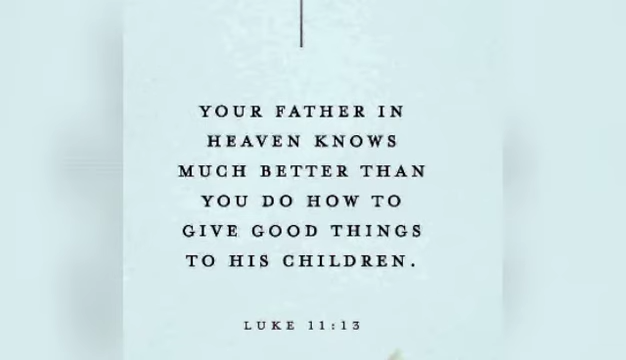 YOUR FATHER IN
HEAVEN KNOWS
MUCH BETTER THAN
YOU DO HOW TO
GIVE GOOD THINGS
TO HIS CHILDREN.
LUKE 11:13